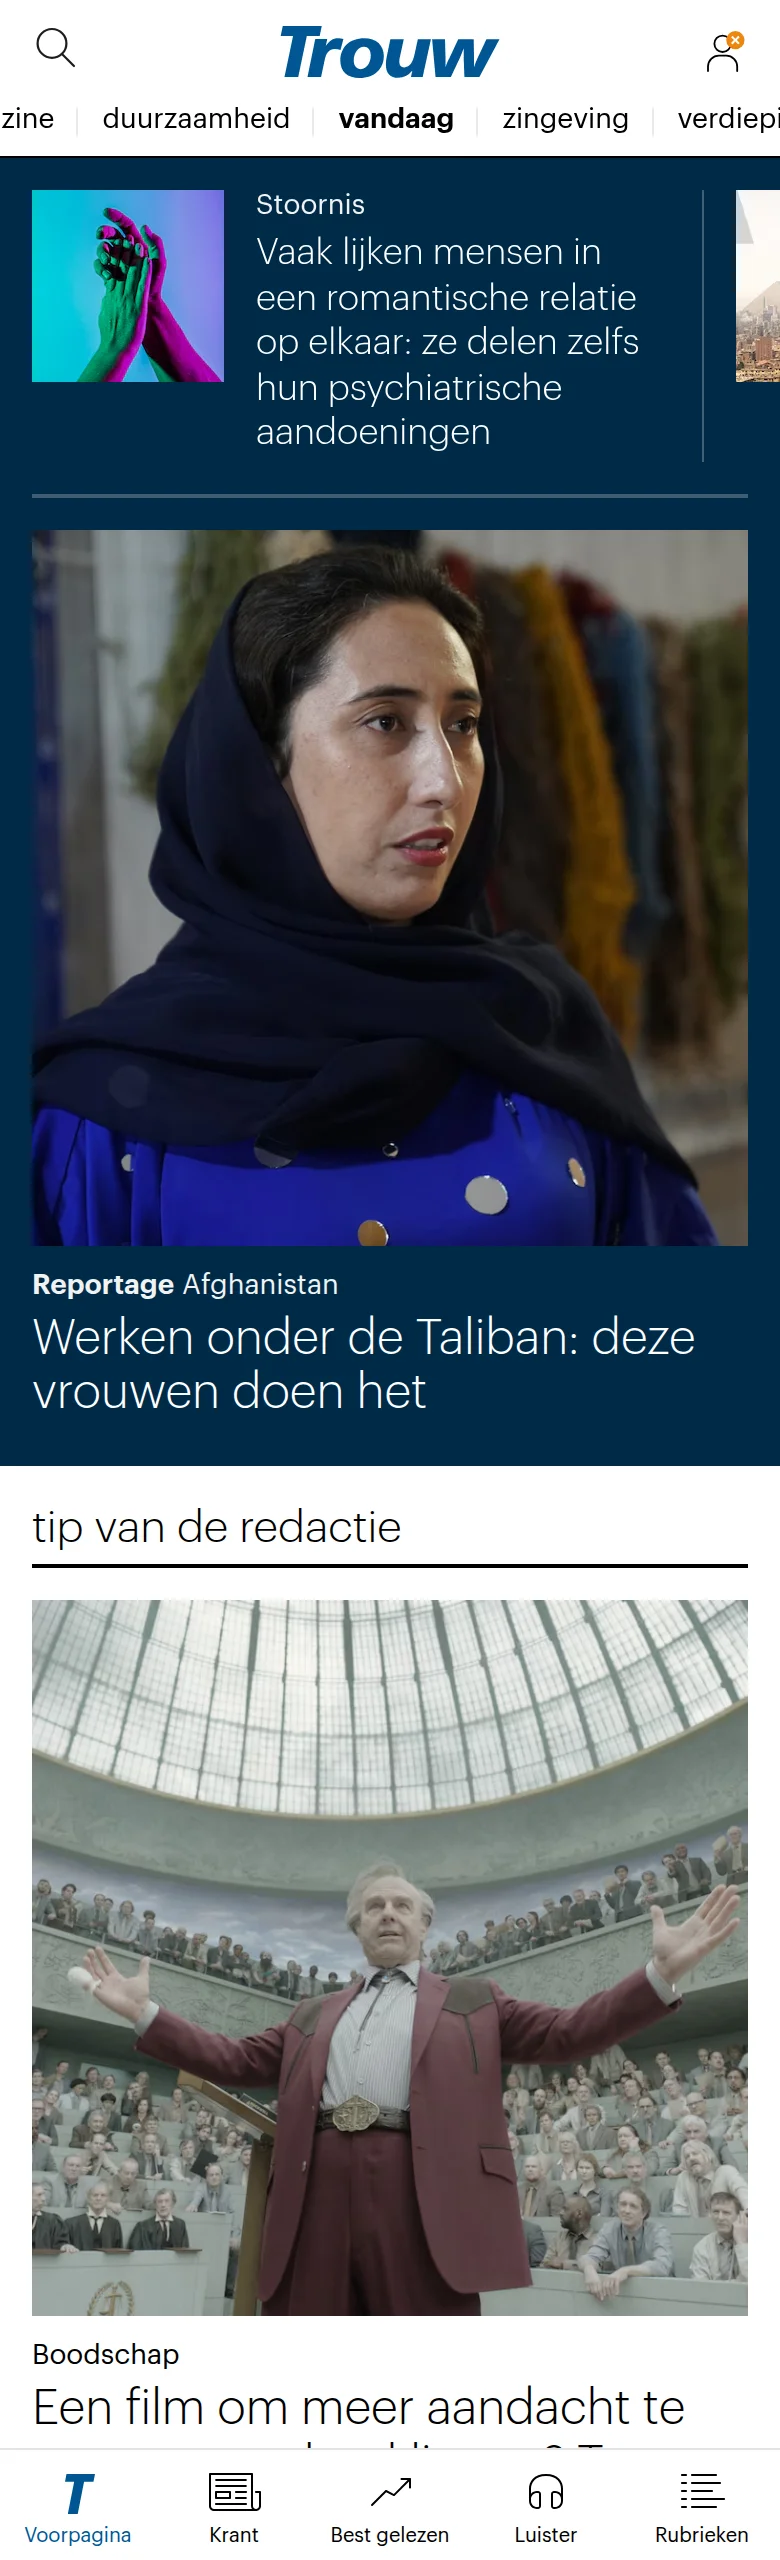 Trouw
zine duurzaamheid vandaag zingeving verdiepi
Stoornis
Vaak lijken mensen in
een romantische relatie
op elkaar: ze delen zelfs
hun psychiatrische
aandoeningen
Reportage Afghanistan
Werken onder de Taliban: deze
vrouwen doen het
tip van de redactie
Boodschap
Een film om meer aandacht te
T
Voorpagina Krant Best gelezen Luister Rubrieken